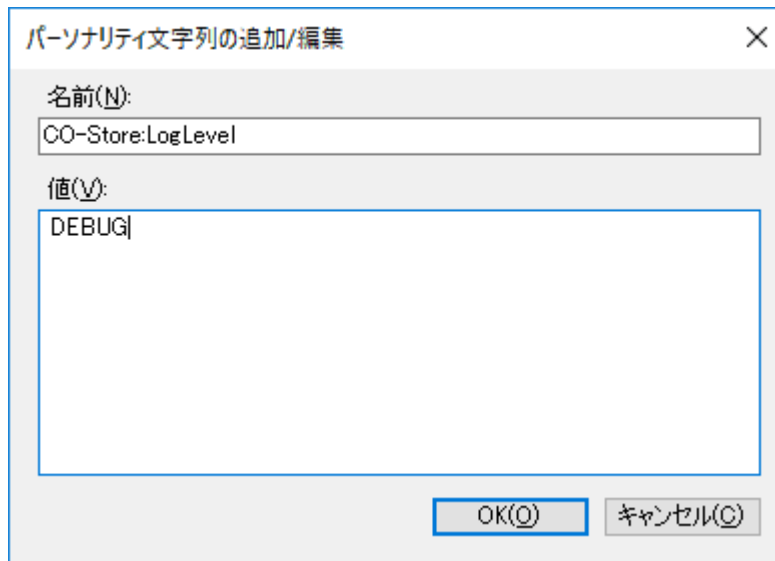 パーソナリティ文字列の追加/編集
名前(N):
CO-Store:LogLevel
値(V):
DEBUG
OK(O) キャンセル(C)